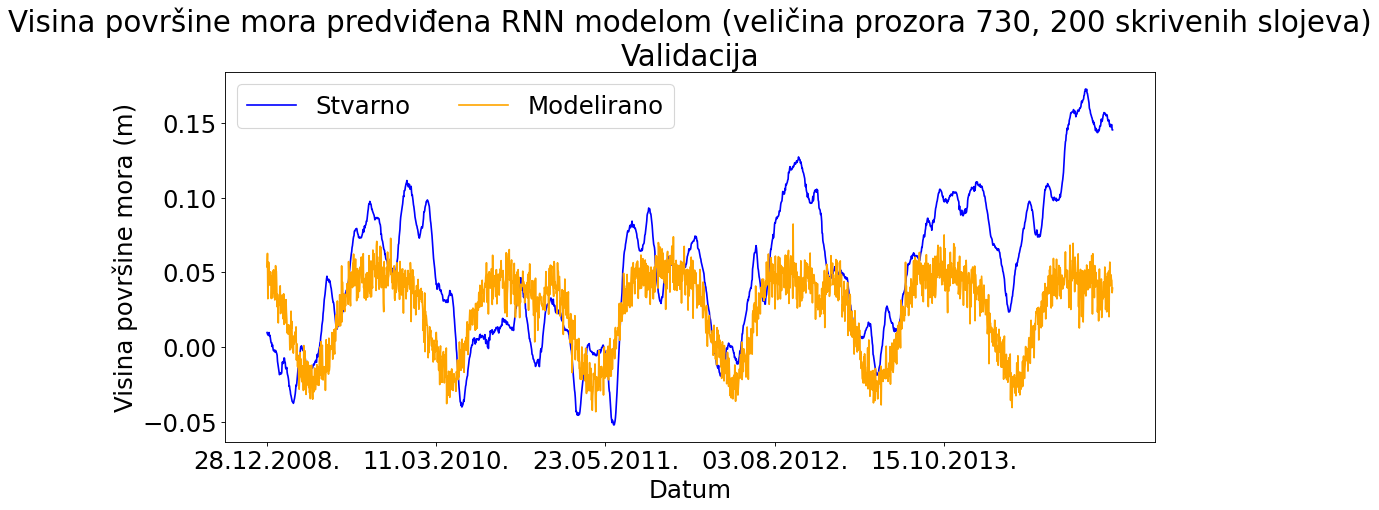 Visina površine mora predviđena RNN modelom (veličina prozora 730, 200 skrivenih slojeva)
Validacija
Stvarno Modelirano
Visina površine mora (m)
0.15
0.10
0.05
0.00
−0.05
28.12.2008. 11.03.2010. 23.05.2011. 03.08.2012. 15.10.2013.
Datum